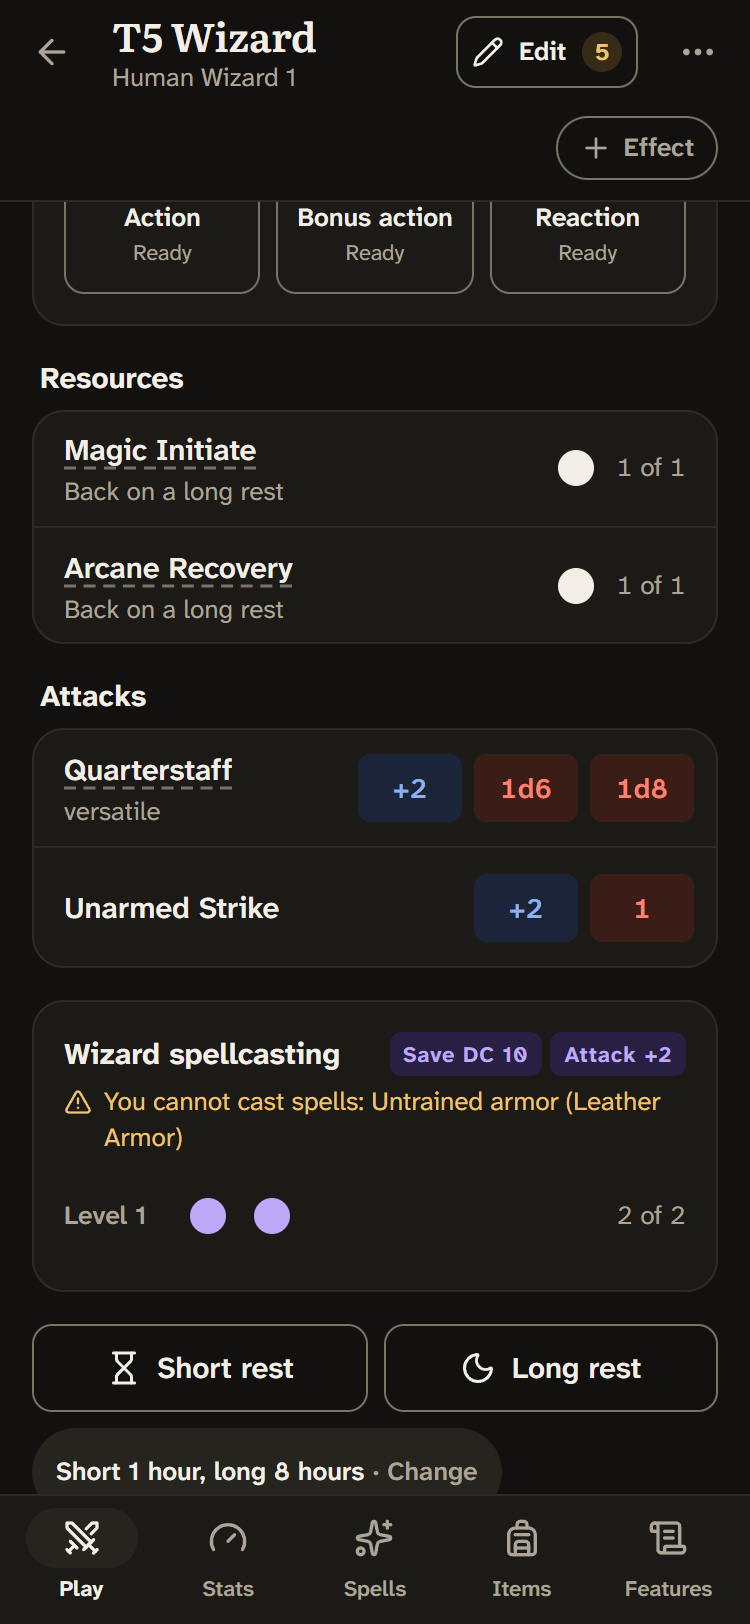 T5 Wizard
Human Wizard 1
Edit 5
Effect
Action Bonus action Reaction
Ready Ready Ready
Resources
Magic Initiate
Back on a long rest
1 of 1
Arcane Recovery
Back on a long rest
1 of 1
Attacks
Quarterstaff
versatile
+2 1d6 1d8
Unarmed Strike +2 1
Wizard spellcasting Save DC 10 Attack +2
You cannot cast spells: Untrained armor (Leather
Armor)
Level 1 2 of 2
Short rest Long rest
Short 1 hour, long 8 hours · Change
Play Stats Spells Items Features